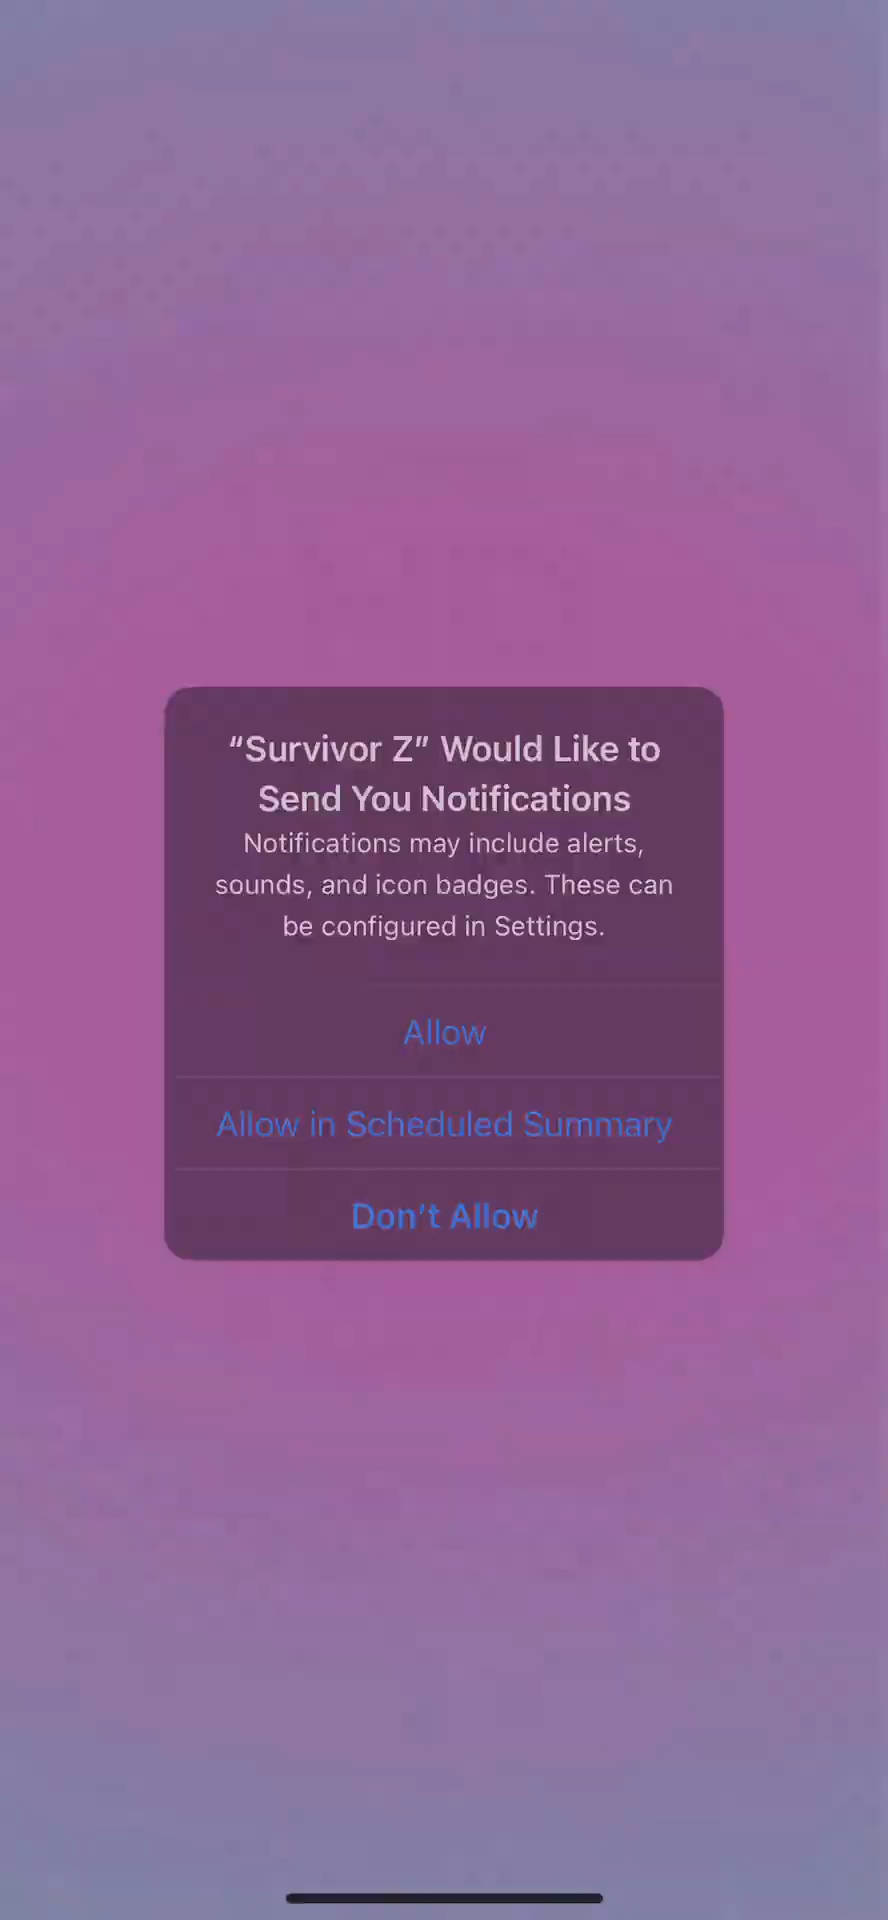 “Survivor Z” Would Like to
Send You Notifications
Notifications may include alerts,
sounds, and icon badges. These can
be configured in Settings.
Allow
Allow in Scheduled Summary
Don’t Allow